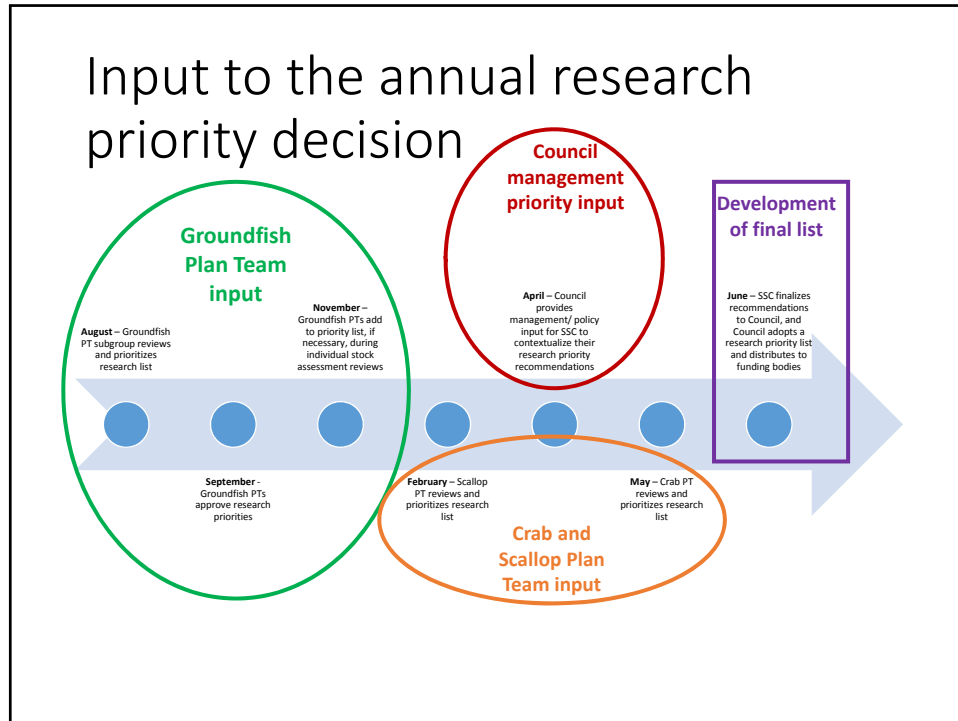 Input to the annual research
priority decision
Council
management
priority input
Development
of final list
Groundfish
Plan Team
input
August – Groundfish
PT subgroup reviews
and prioritizes
research list
November –
Groundfish PTs add
to priority list, if
necessary, during
individual stock
assessment reviews
April – Council
provides
management/ policy
input for SSC to
contextualize their
research priority
recommendations
June – SSC finalizes
recommendations
to Council, and
Council adopts a
research priority list
and distributes to
funding bodies
September -
Groundfish PTs
approve research
priorities
February – Scallop
PT reviews and
prioritizes research
list
May – Crab PT
reviews and
prioritizes research
list
Crab and
Scallop Plan
Team input